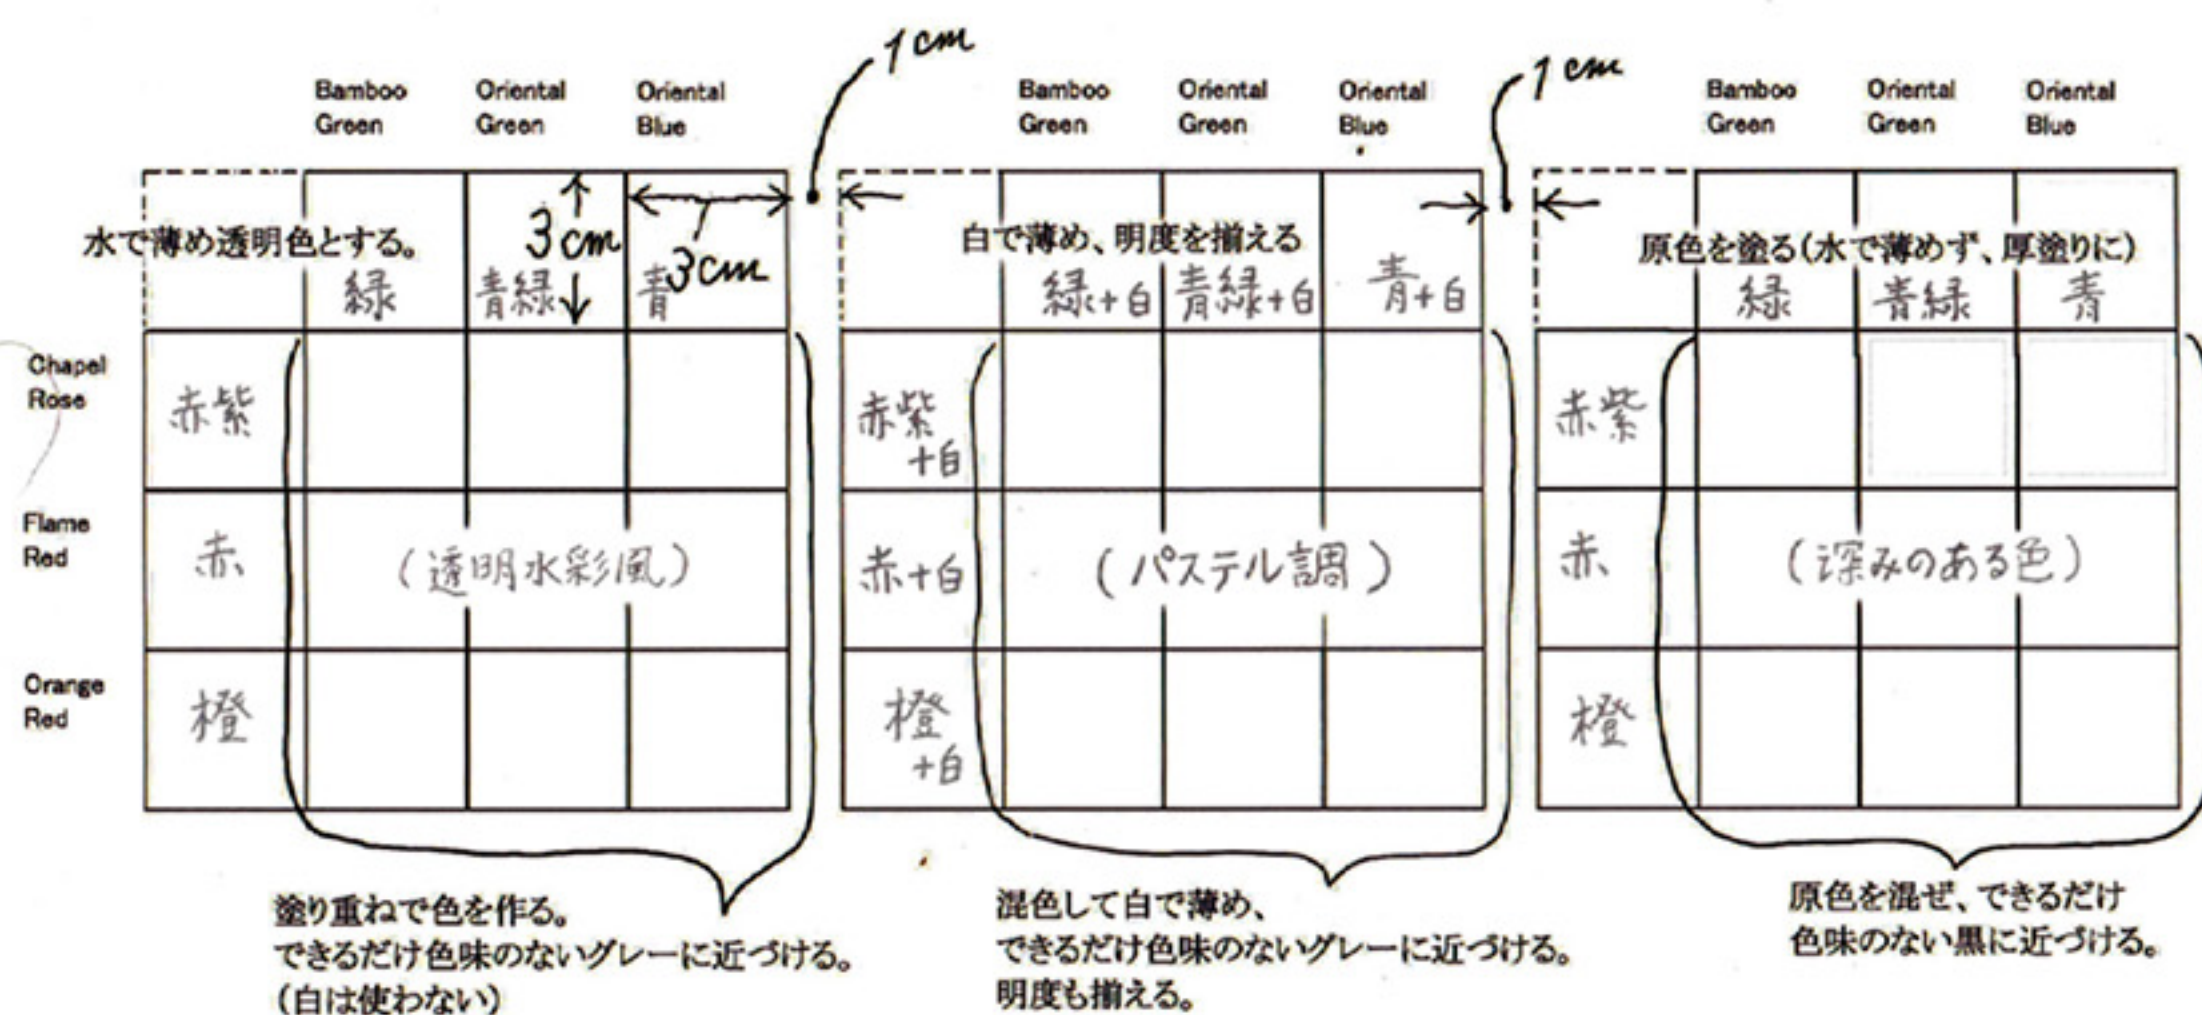 1cm
1cm
Bamboo Green
Oriental Green
Oriental Blue
Bamboo Green
Oriental Green
Oriental Blue
Bamboo Green
Oriental Green
Oriental Blue
水で薄め透明色とする。
3cm
3cm
緑
青緑
青
白で薄め、明度を揃える
緑+白
青緑+白
青+白
原色を塗る(水で薄めず、厚塗りに)
緑
青緑
青
Chapel Rose
赤紫
赤紫
+白
赤紫
Flame Red
赤
(透明水彩風)
赤+白
(パステル調)
赤
(深みのある色)
Orange Red
橙
橙
+白
橙
塗り重ねで色を作る。
できるだけ色味のないグレーに近づける。
(白は使わない)
混色して白で薄め、
できるだけ色味のないグレーに近づける。
明度も揃える。
原色を混ぜ、できるだけ
色味のない黒に近づける。